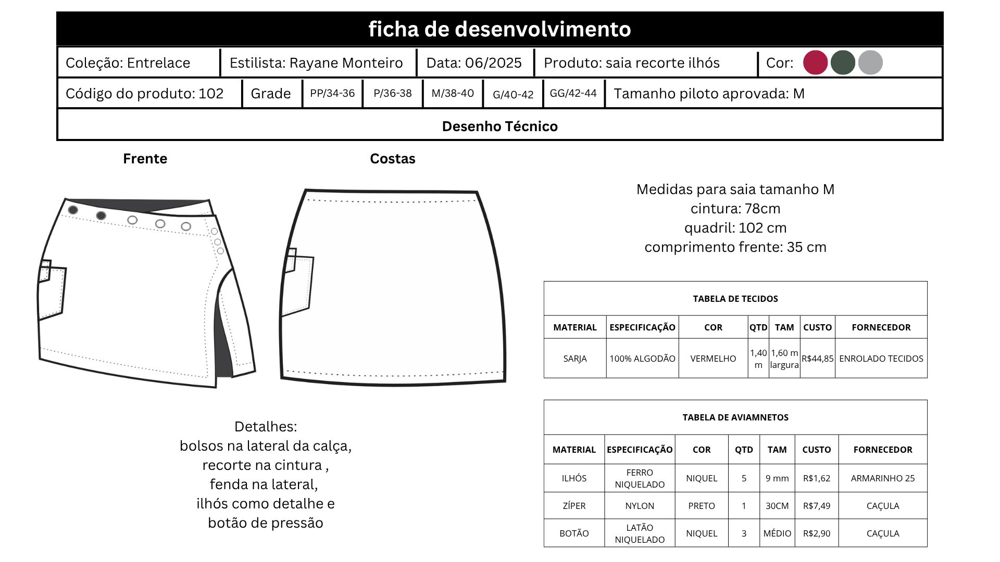 ficha de desenvolvimento
Coleção: Entrelace
Estilista: Rayane Monteiro
Data: 06/2025
Produto: saia recorte ilhós
Cor:
Código do produto: 102
Grade
PP/34-36
P/36-38
M/38-40
G/40-42
GG/42-44
Tamanho piloto aprovada: M
Desenho Técnico
Frente
Costas
Medidas para saia tamanho M
cintura: 78cm
quadril: 102 cm
comprimento frente: 35 cm
TABELA DE TECIDOS
MATERIAL ESPECIFICAÇÃO COR QTD TAM CUSTO FORNECEDOR
SARJA 100% ALGODÃO VERMELHO 1,40 m 1,60 m largura R$44,85 ENROLADO TECIDOS
TABELA DE AVIAMNETOS
MATERIAL ESPECIFICAÇÃO COR QTD TAM CUSTO FORNECEDOR
ILHÓS FERRO NIQUELADO NIQUEL 5 9 mm R$1,62 ARMARINHO 25
ZÍPER NYLON PRETO 1 30CM R$7,49 CAÇULA
BOTÃO LATÃO NIQUELADO NIQUEL 3 MÉDIO R$2,90 CAÇULA
Detalhes:
bolsos na lateral da calça,
recorte na cintura ,
fenda na lateral,
ilhós como detalhe e
botão de pressão